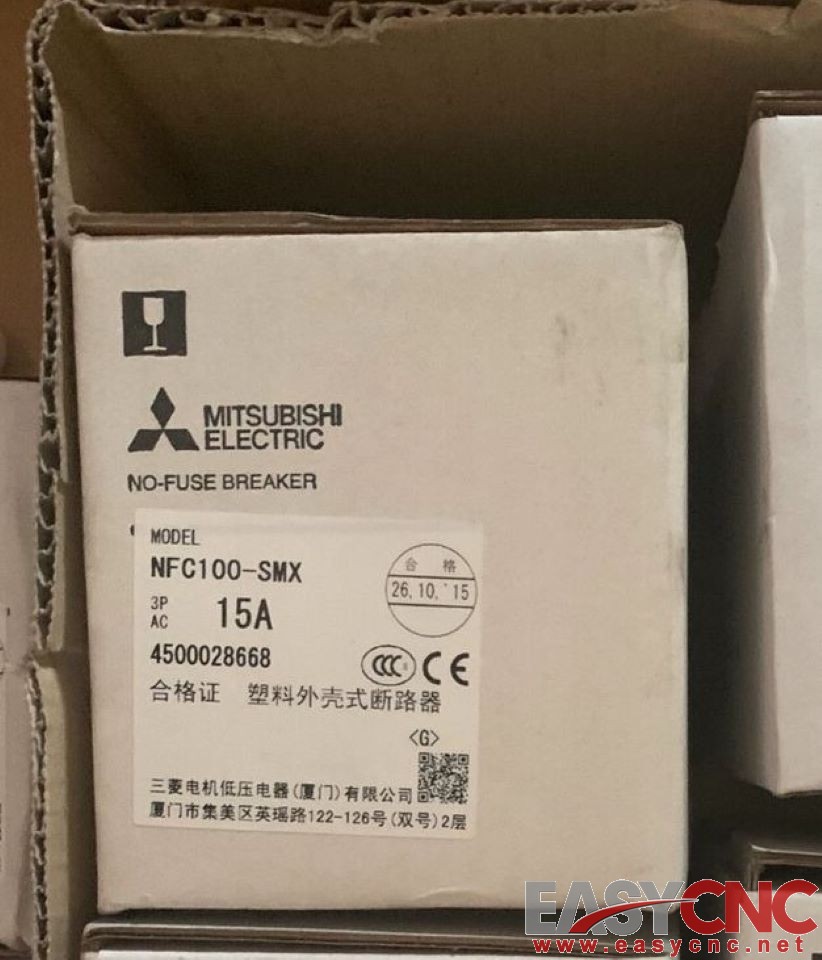 MITSUBISHI
ELECTRIC
NO-FUSE BREAKER
MODEL
NFC100-SMX
合 格
26,10,'15
3P
AC
15A
4500028668
CCC
CE
合格证 塑料外壳式断路器
<G>
三菱电机低压电器(厦门)有限公司
厦门市集美区英瑶路122-126号(双号)2层
EASYCNC
www.easycnc.net